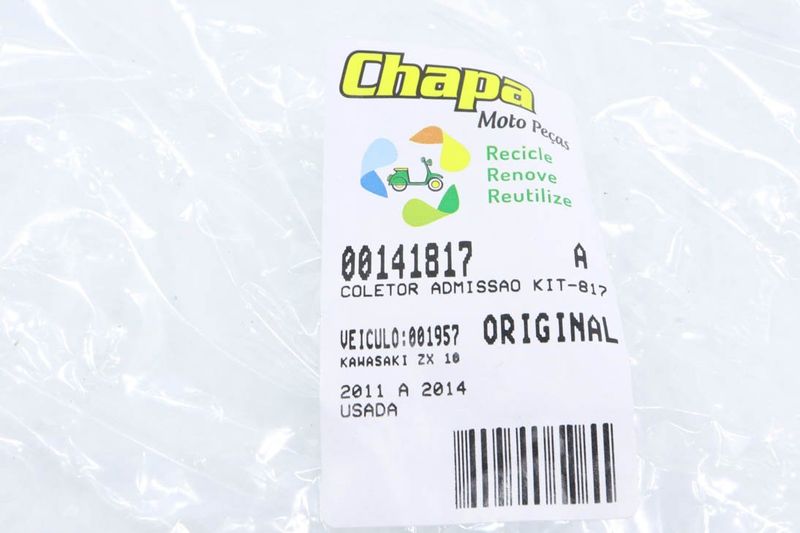 Chapa
Moto Peças
Recicle
Renove
Reutilize
00141817 A
COLETOR ADMISSAO KIT-817
VEICULO:001957 ORIGINAL
KAWASAKI ZX 10
2011 A 2014
USADA